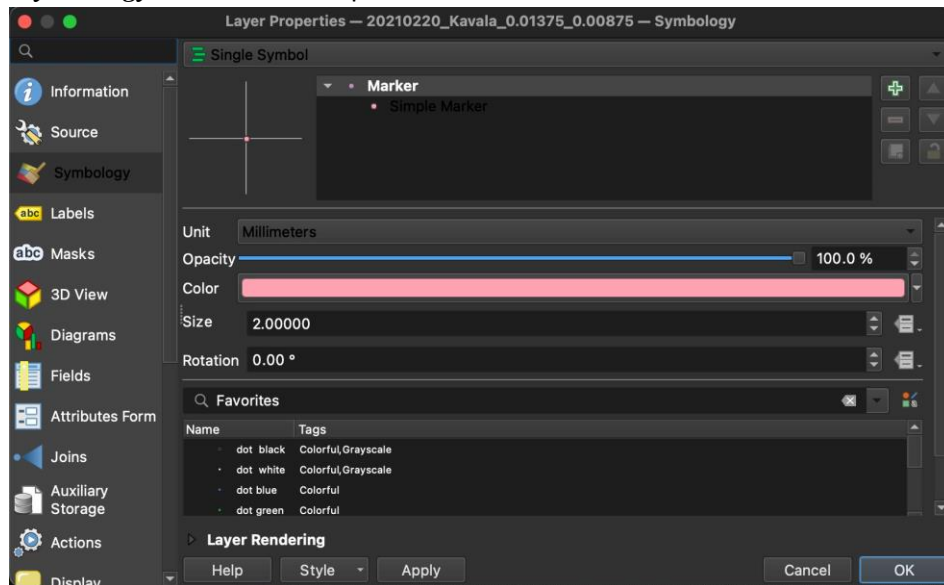 Layer Properties — 20210220_Kavala_0.01375_0.00875 — Symbology
Single Symbol
Information
Source
Symbology
abc Labels
abc Masks
3D View
Diagrams
Fields
Attributes Form
Joins
Auxiliary
Storage
Actions
Display
Marker
Simple Marker
Unit Millimeters
Opacity 100.0 %
Color
Size 2.00000
Rotation 0.00 °
Favorites
Name Tags
dot black Colorful,Grayscale
dot white Colorful,Grayscale
dot blue Colorful
dot green Colorful
Layer Rendering
Help Style Apply Cancel OK